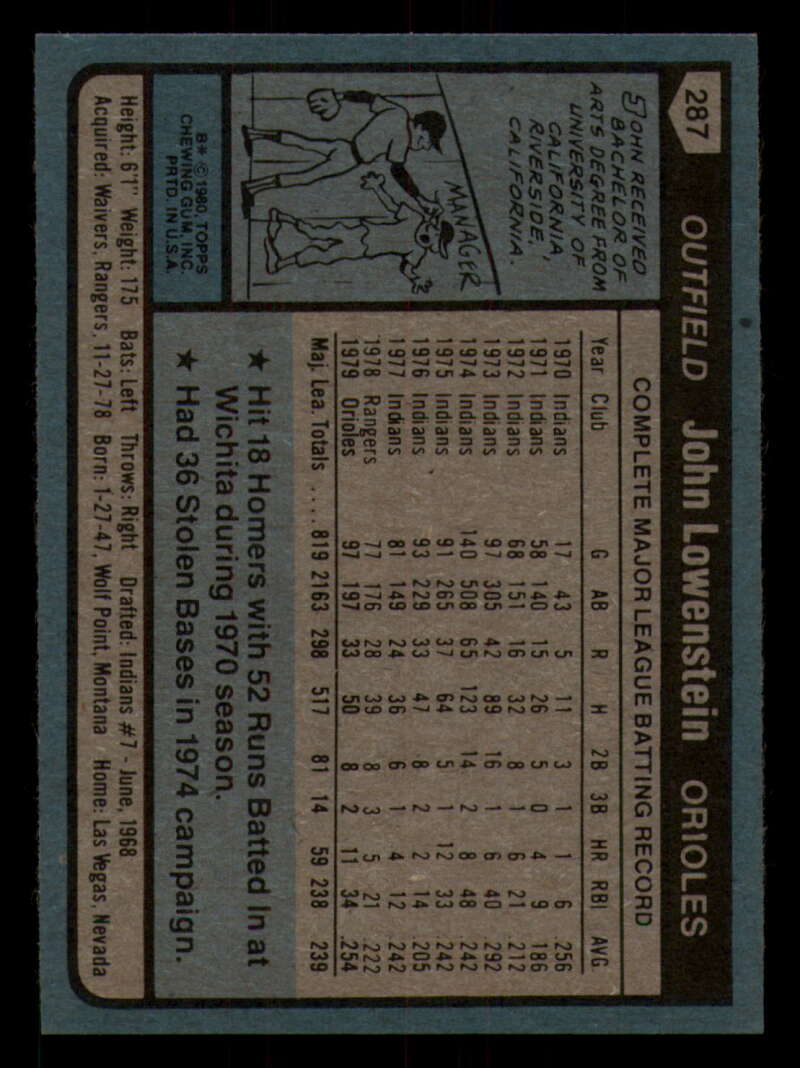 287
OUTFIELD John Lowenstein ORIOLES
JOHN RECEIVED
BACHELOR OF
ARTS DEGREE FROM
UNIVERSITY OF
CALIFORNIA,
RIVERSIDE,
CALIFORNIA.
MANAGER
B* © 1980, TOPPS
CHEWING GUM, INC.
PRTD. IN U.S.A.
COMPLETE MAJOR LEAGUE BATTING RECORD
Year Club G AB R H 2B 3B HR RBI AVG
1970 Indians 17 43 5 11 3 1 1 6 .256
1971 Indians 58 140 15 26 5 0 4 9 .186
1972 Indians 68 151 16 32 8 1 6 21 .212
1973 Indians 97 305 42 89 16 1 6 40 .292
1974 Indians 140 508 65 123 14 2 8 48 .242
1975 Indians 91 265 37 64 5 1 12 33 .242
1976 Indians 93 229 33 47 8 2 2 14 .205
1977 Indians 81 149 24 36 6 1 4 12 .242
1978 Rangers 77 176 28 39 8 3 5 21 .222
1979 Orioles 97 197 33 50 8 2 11 34 .254
Maj. Lea. Totals .... 819 2163 298 517 81 14 59 238 .239
★ Hit 18 Homers with 52 Runs Batted In at
Wichita during 1970 season.
★ Had 36 Stolen Bases in 1974 campaign.
Height: 6'1" Weight: 175 Bats: Left Throws: Right Drafted: Indians #7 - June, 1968
Acquired: Waivers, Rangers, 11-27-78 Born: 1-27-47, Wolf Point, Montana Home: Las Vegas, Nevada